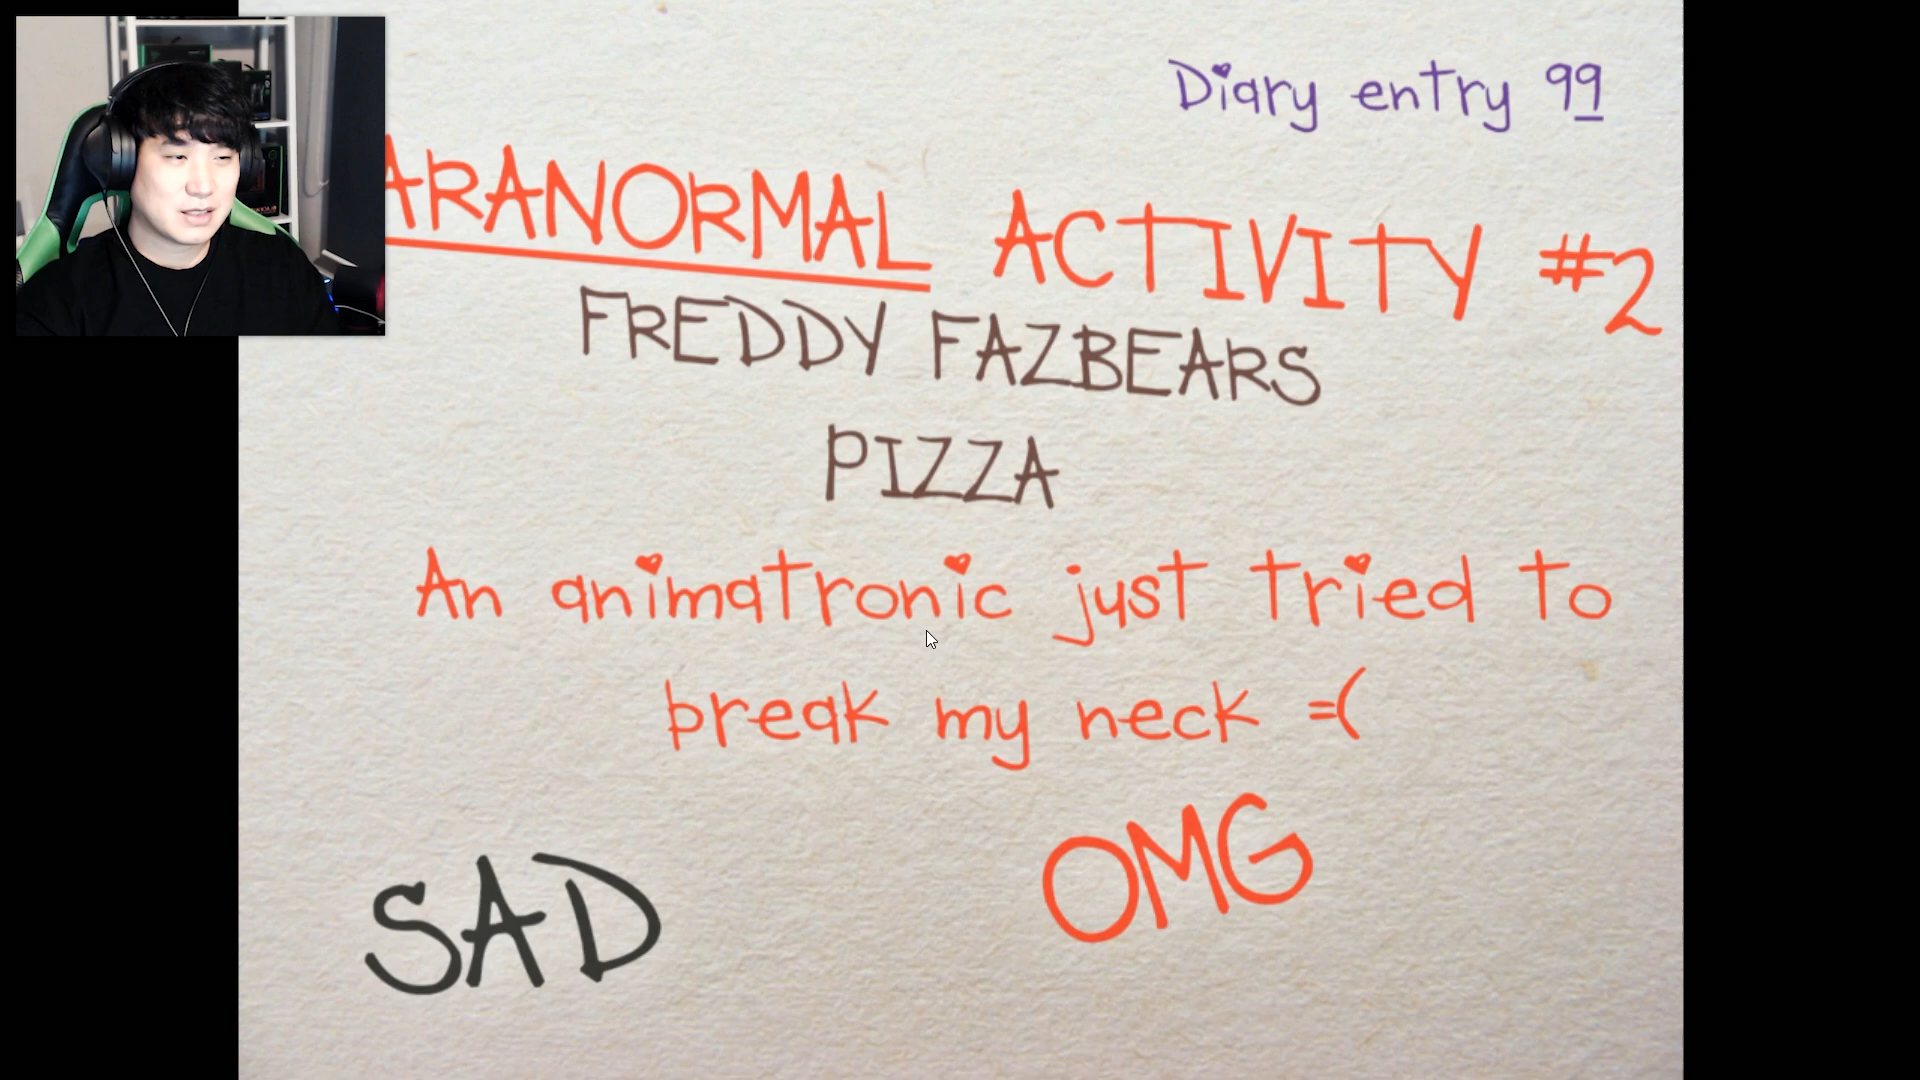 Diary entry 99
ARANORMAL ACTIVITY #2
FREDDY FAZBEARS
PIZZA
An animatronic just tried to
break my neck =(
SAD
OMG